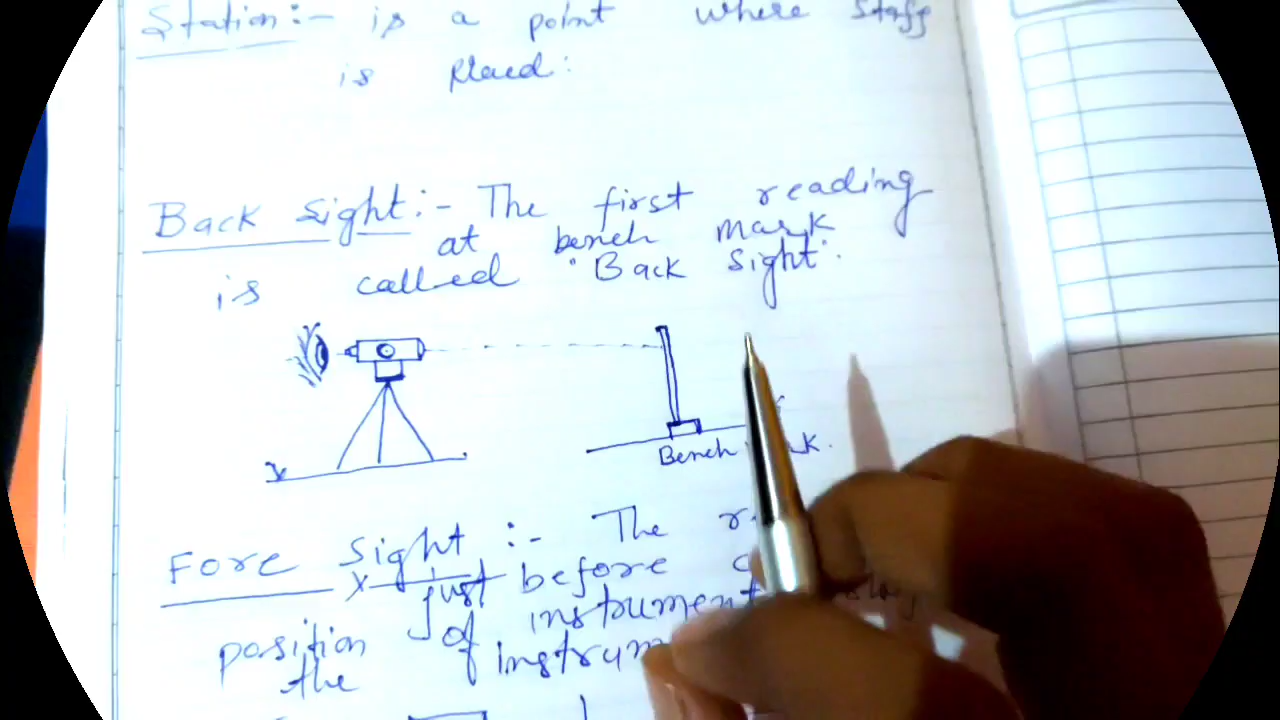 Station:- is a point where staff
is placed:
Back sight:- The first reading
at bench mark
is called "Back sight".
Bench
Fore sight :- The
just before
position of instrument
the instrum